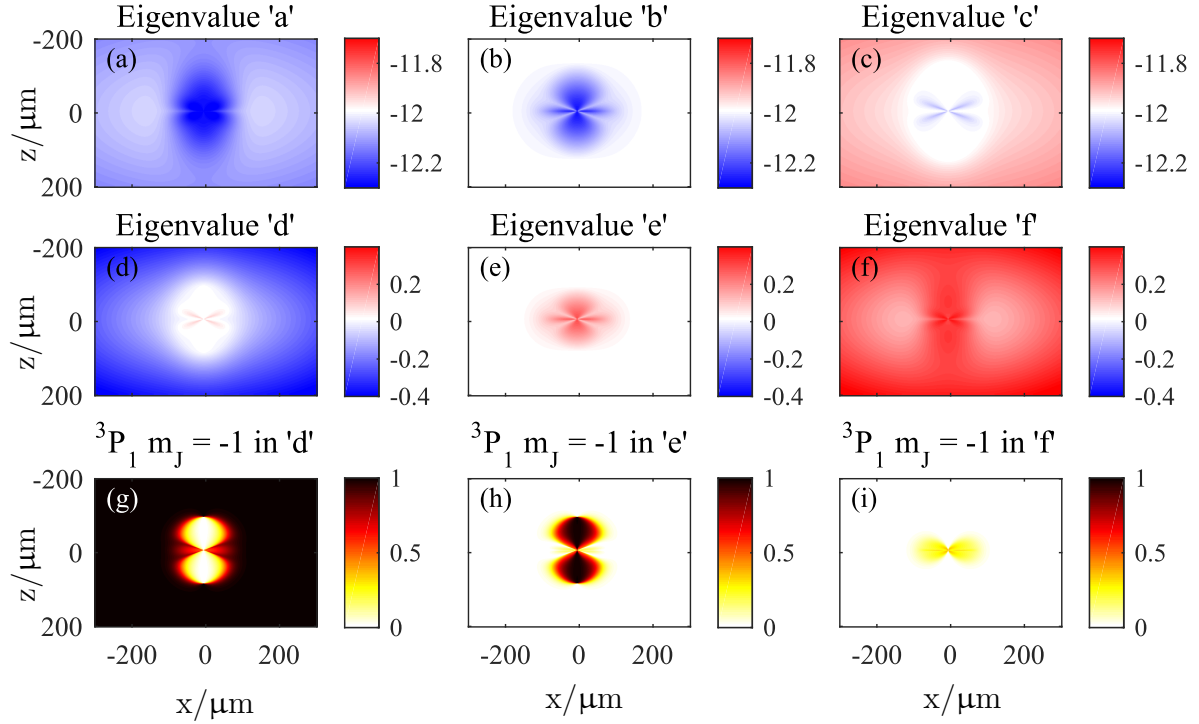 Eigenvalue 'a' Eigenvalue 'b' Eigenvalue 'c'
-200 (a) -11.8 (b) -11.8 (c) -11.8
z/μm 0 -12 -12 -12
200 -12.2 -12.2 -12.2
Eigenvalue 'd' Eigenvalue 'e' Eigenvalue 'f'
-200 (d) 0.2 (e) 0.2 (f) 0.2
z/μm 0 0 0 0
-0.2 -0.2 -0.2
200 -0.4 -0.4 -0.4
³P₁ m_J = -1 in 'd' ³P₁ m_J = -1 in 'e' ³P₁ m_J = -1 in 'f'
-200 (g) 1 (h) 1 (i) 1
z/μm 0 0.5 0.5 0.5
200 0 0 0
-200 0 200 -200 0 200 -200 0 200
x/μm x/μm x/μm